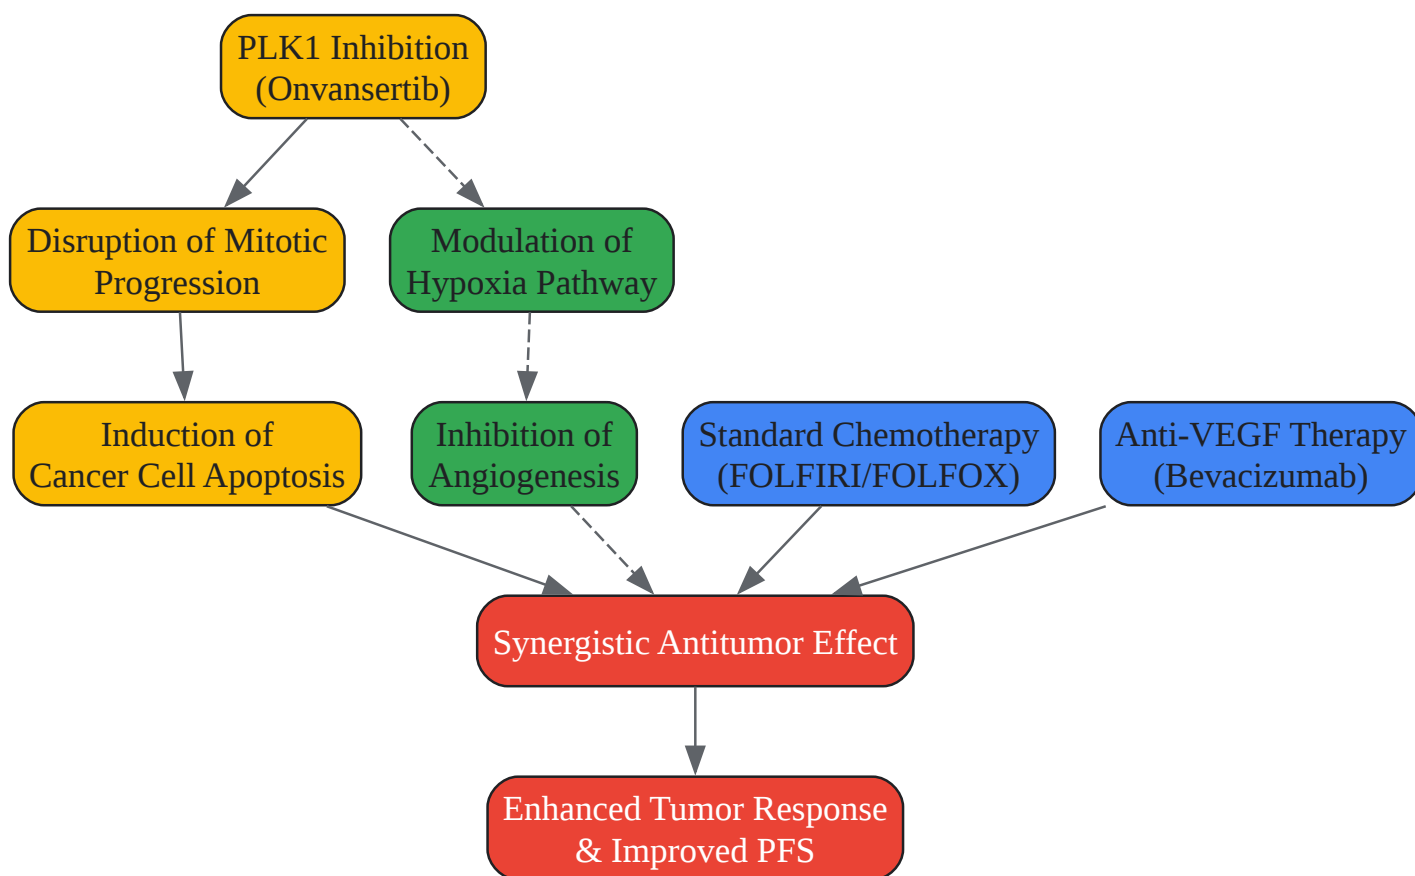 PLK1 Inhibition
(Onvansertib)
Disruption of Mitotic
Progression
Modulation of
Hypoxia Pathway
Induction of
Cancer Cell Apoptosis
Inhibition of
Angiogenesis
Standard Chemotherapy
(FOLFIRI/FOLFOX)
Anti-VEGF Therapy
(Bevacizumab)
Synergistic Antitumor Effect
Enhanced Tumor Response
& Improved PFS